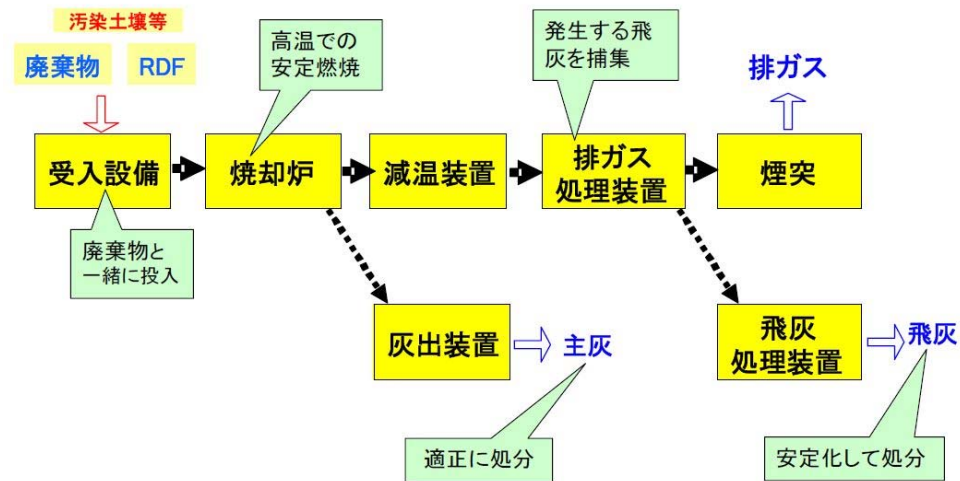 汚染土壌等
廃棄物 RDF
高温での
安定燃焼
発生する飛
灰を捕集
排ガス
受入設備
焼却炉
減温装置
排ガス
処理装置
煙突
廃棄物と
一緒に投入
灰出装置
主灰
飛灰
処理装置
飛灰
適正に処分
安定化して処分